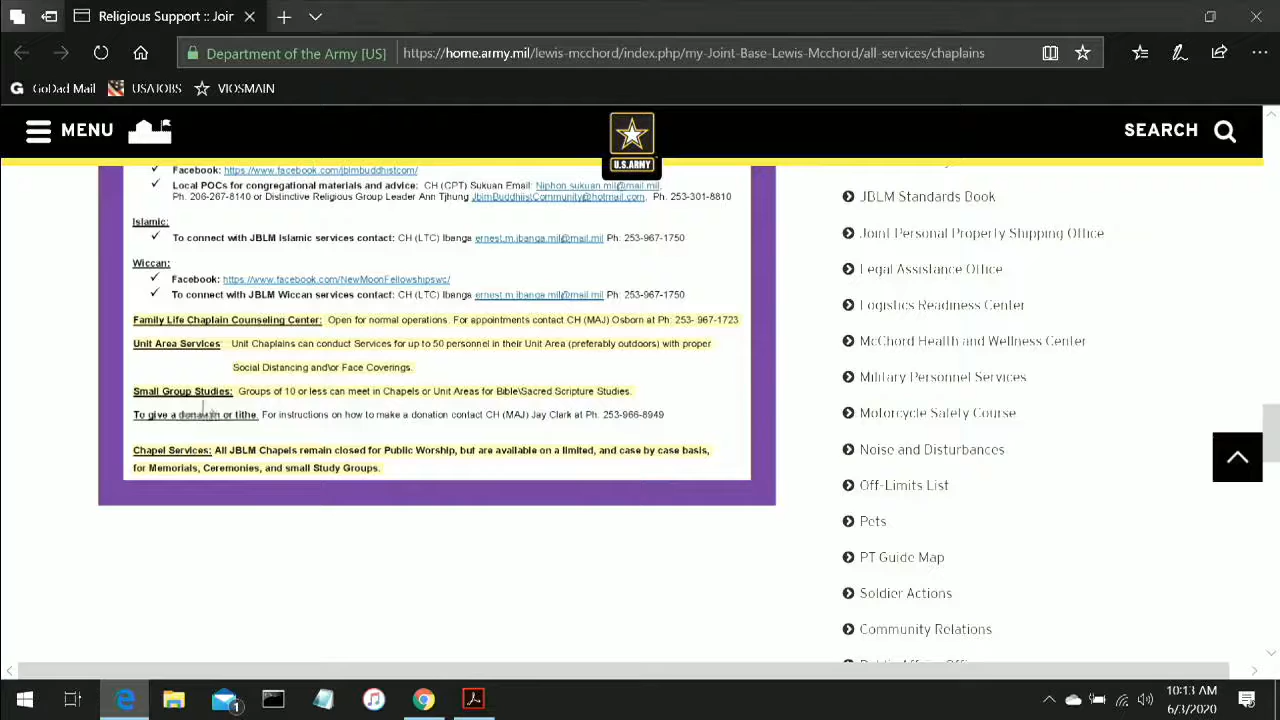 Religious Support :: Joir
Department of the Army [US]
https://home.army.mil/lewis-mcchord/index.php/my-Joint-Base-Lewis-Mcchord/all-services/chaplains
G GoDad Mail USAJOBS VIOSMAIN
MENU
U.S.ARMY
SEARCH
Facebook: https://www.facebook.com/jblmbuddhistcom/
Local POCs for congregational materials and advice: CH (CPT) Sukuan Email: Niphon.sukuan.mil@mail.mil,
Ph. 206-267-8140 or Distinctive Religious Group Leader Ann Tjhung JblmBuddhiistCommunity@hotmail.com, Ph. 253-301-8810
Islamic:
To connect with JBLM Islamic services contact: CH (LTC) Ibanga ernest.m.ibanga.mil@mail.mil Ph: 253-967-1750
Wiccan:
Facebook: https://www.facebook.com/NewMoonFellowshipswc/
To connect with JBLM Wiccan services contact: CH (LTC) Ibanga ernest.m.ibanga.mil@mail.mil Ph: 253-967-1750
Family Life Chaplain Counseling Center: Open for normal operations. For appointments contact CH (MAJ) Osborn at Ph: 253- 967-1723
Unit Area Services: Unit Chaplains can conduct Services for up to 50 personnel in their Unit Area (preferably outdoors) with proper
Social Distancing and\or Face Coverings.
Small Group Studies: Groups of 10 or less can meet in Chapels or Unit Areas for Bible\Sacred Scripture Studies.
To give a donation or tithe. For instructions on how to make a donation contact CH (MAJ) Jay Clark at Ph: 253-966-8949
Chapel Services: All JBLM Chapels remain closed for Public Worship, but are available on a limited, and case by case basis,
for Memorials, Ceremonies, and small Study Groups.
JBLM Standards Book
Joint Personal Property Shipping Office
Legal Assistance Office
Logistics Readiness Center
McChord Health and Wellness Center
Military Personnel Services
Motorcycle Safety Course
Noise and Disturbances
Off-Limits List
Pets
PT Guide Map
Soldier Actions
Community Relations
1
10:13 AM
6/3/2020